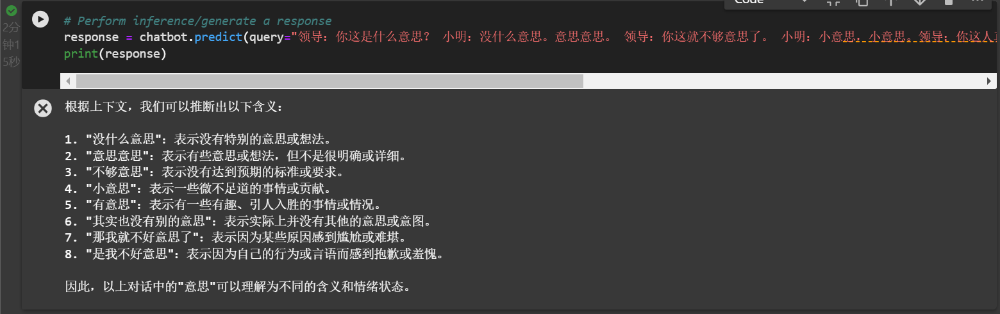 Code
# Perform inference/generate a response
2分
response = chatbot.predict(query="领导：你这是什么意思？ 小明：没什么意思。意思意思。 领导：你这就不够意思了。 小明：小意思，小意思。领导：你这人
钟1
print(response)
5秒
根据上下文，我们可以推断出以下含义：
1. "没什么意思"：表示没有特别的意思或想法。
2. "意思意思"：表示有些意思或想法，但不是很明确或详细。
3. "不够意思"：表示没有达到预期的标准或要求。
4. "小意思"：表示一些微不足道的事情或贡献。
5. "有意思"：表示有一些有趣、引人入胜的事情或情况。
6. "其实也没有别的意思"：表示实际上并没有其他的意思或意图。
7. "那我就不好意思了"：表示因为某些原因感到尴尬或难堪。
8. "是我不好意思"：表示因为自己的行为或言语而感到抱歉或羞愧。
因此，以上对话中的"意思"可以理解为不同的含义和情绪状态。